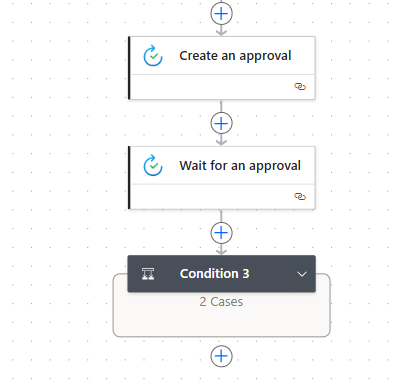 Create an approval
Wait for an approval
Condition 3
2 Cases